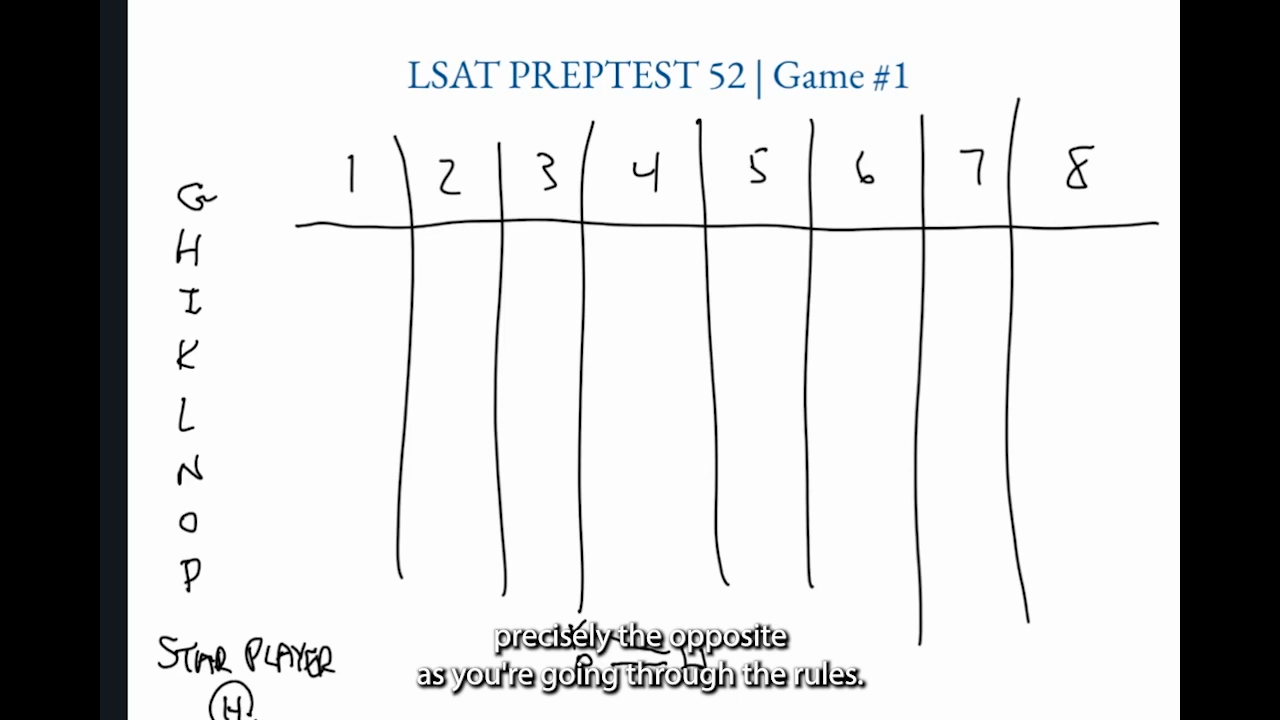 LSAT PREPTEST 52 | Game #1
1 2 3 4 5 6 7 8
G
H
I
K
L
N
O
P
STAR PLAYER
H
precisely the opposite
as you're going through the rules.